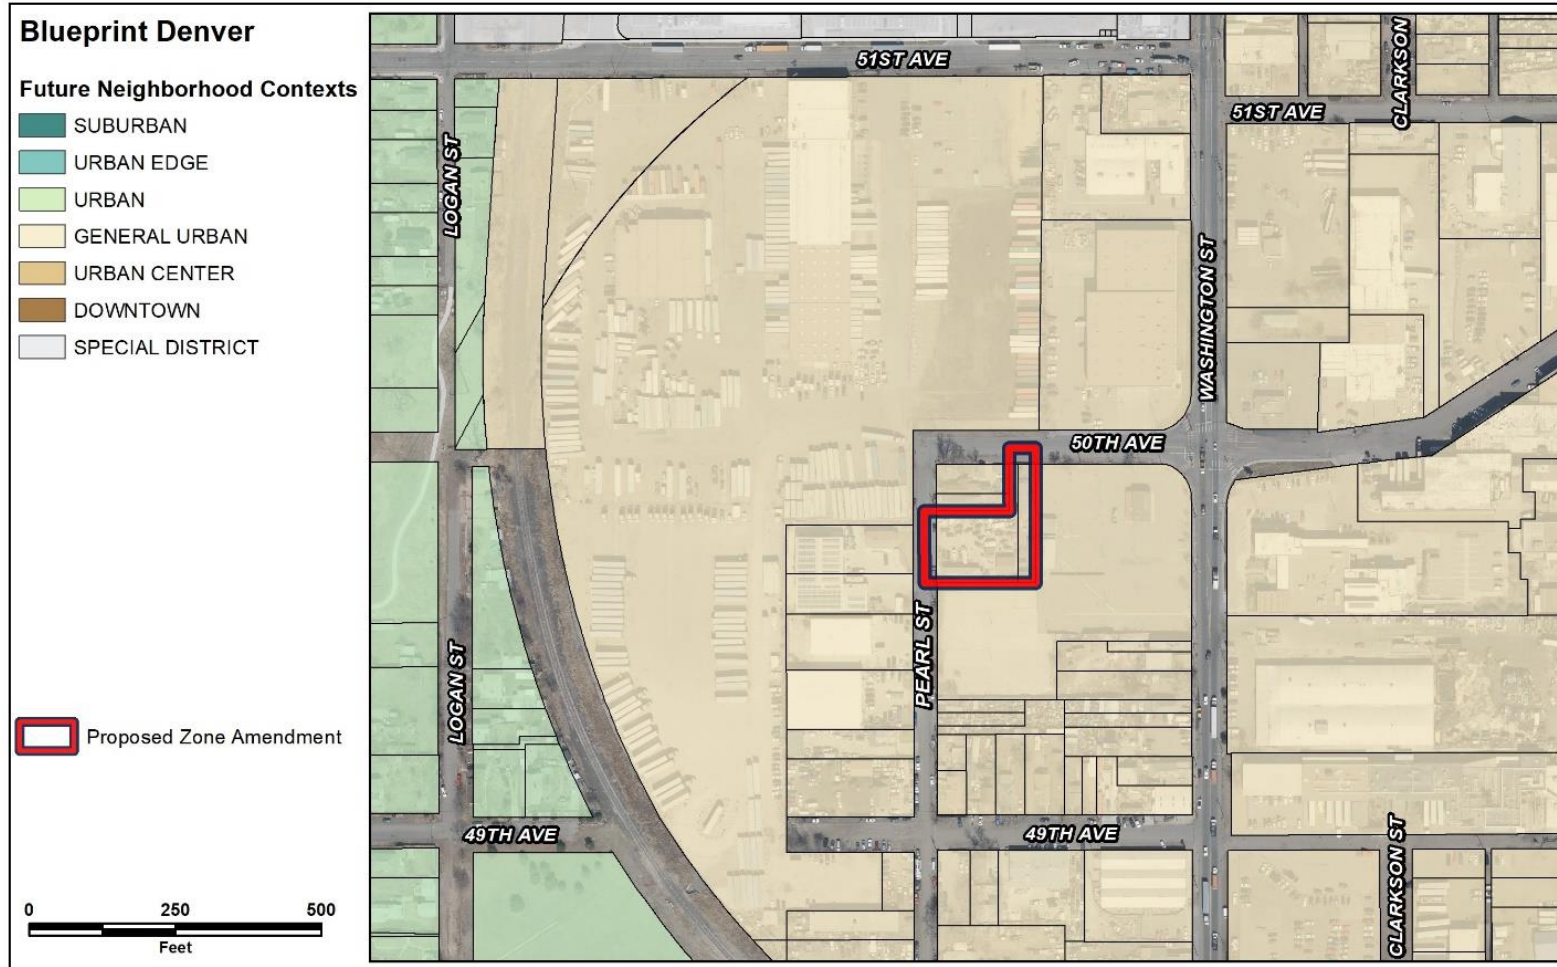 Blueprint Denver
Future Neighborhood Contexts
SUBURBAN
URBAN EDGE
URBAN
GENERAL URBAN
URBAN CENTER
DOWNTOWN
SPECIAL DISTRICT
Proposed Zone Amendment
0 250 500
Feet
51ST AVE
51ST AVE
CLARKSON
LOGAN ST
WASHINGTON ST
50TH AVE
PEARL ST
LOGAN ST
49TH AVE
49TH AVE
CLARKSON ST